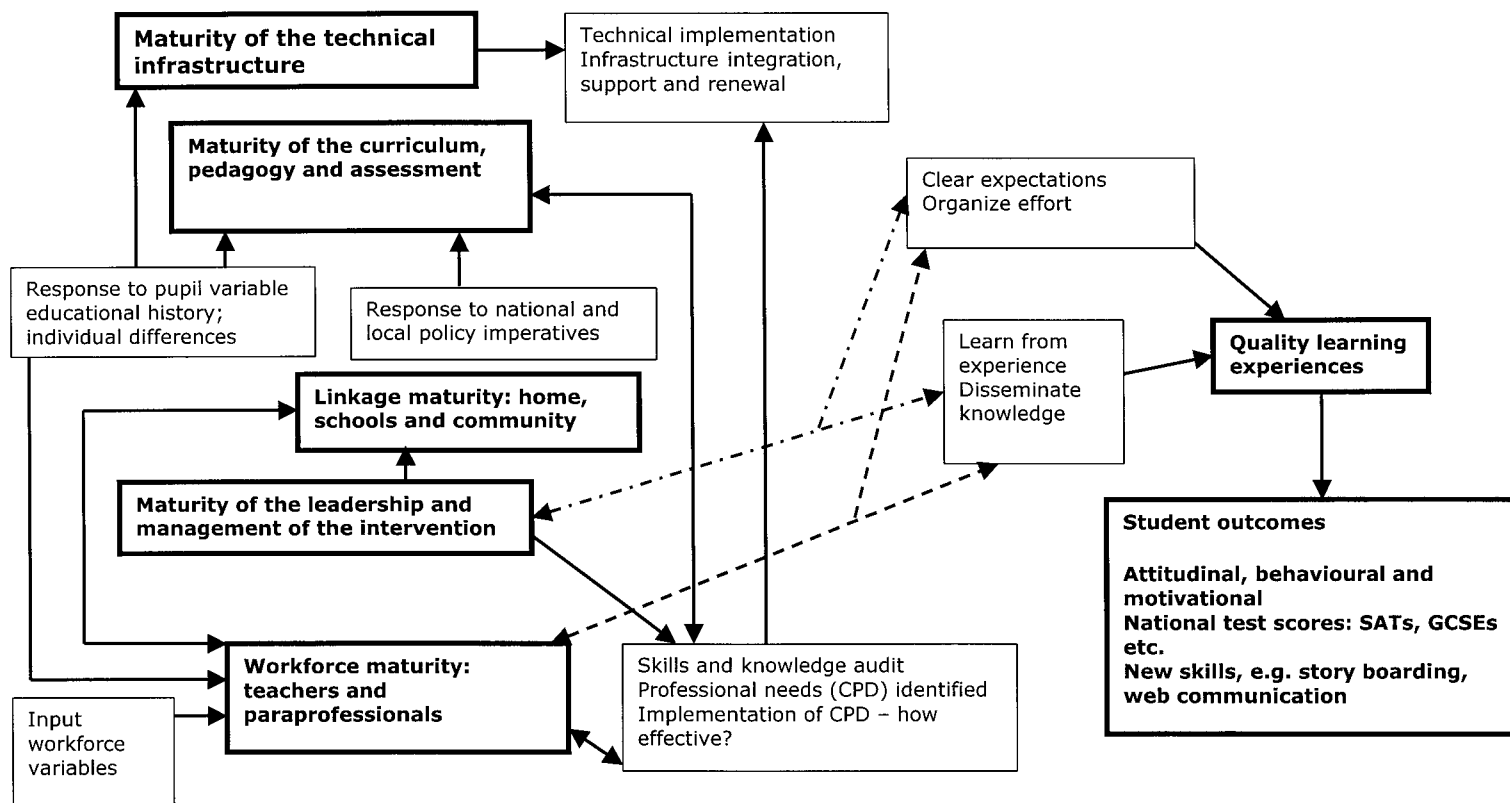 Maturity of the technical
infrastructure
Technical implementation
Infrastructure integration,
support and renewal
Maturity of the curriculum,
pedagogy and assessment
Clear expectations
Organize effort
Response to pupil variable
educational history;
individual differences
Response to national and
local policy imperatives
Learn from
experience
Disseminate
knowledge
Quality learning
experiences
Linkage maturity: home,
schools and community
Maturity of the leadership and
management of the intervention
Student outcomes
Attitudinal, behavioural and
motivational
National test scores: SATs, GCSEs
etc.
New skills, e.g. story boarding,
web communication
Workforce maturity:
teachers and
paraprofessionals
Skills and knowledge audit
Professional needs (CPD) identified
Implementation of CPD – how
effective?
Input
workforce
variables